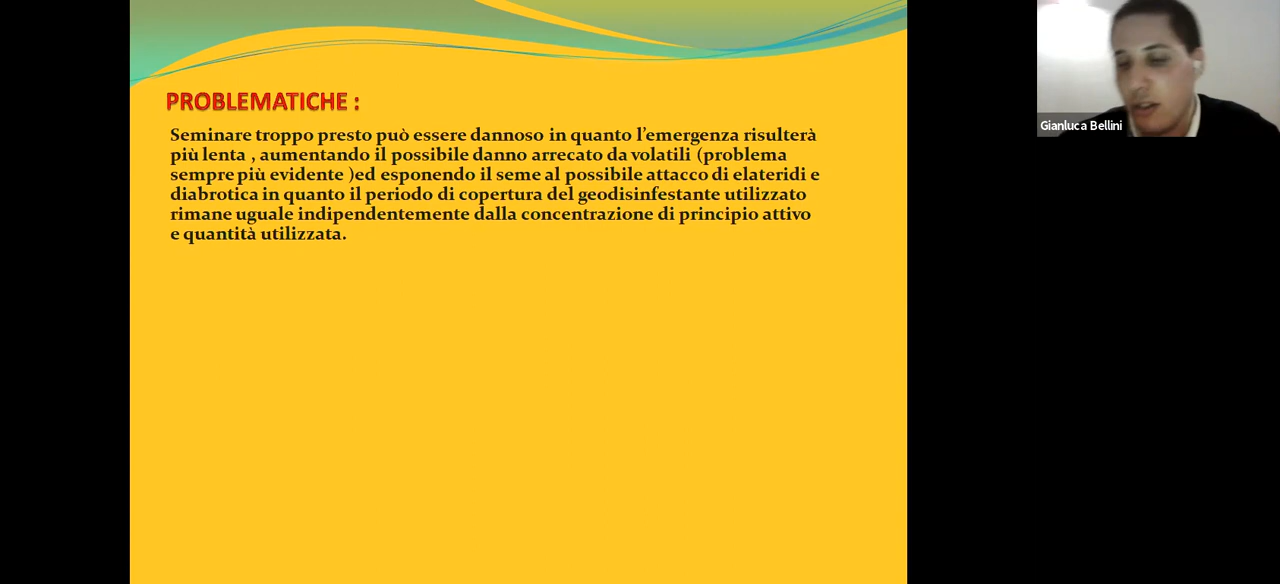 PROBLEMATICHE :
Seminare troppo presto può essere dannoso in quanto l’emergenza risulterà
più lenta , aumentando il possibile danno arrecato da volatili (problema
sempre più evidente )ed esponendo il seme al possibile attacco di elateridi e
diabrotica in quanto il periodo di copertura del geodisinfestante utilizzato
rimane uguale indipendentemente dalla concentrazione di principio attivo
e quantità utilizzata.
Gianluca Bellini